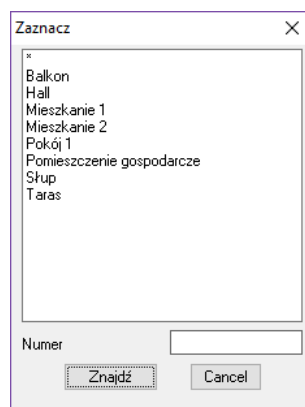 Zaznacz
*
Balkon
Hall
Mieszkanie 1
Mieszkanie 2
Pokój 1
Pomieszczenie gospodarcze
Słup
Taras
Numer
Znajdź
Cancel